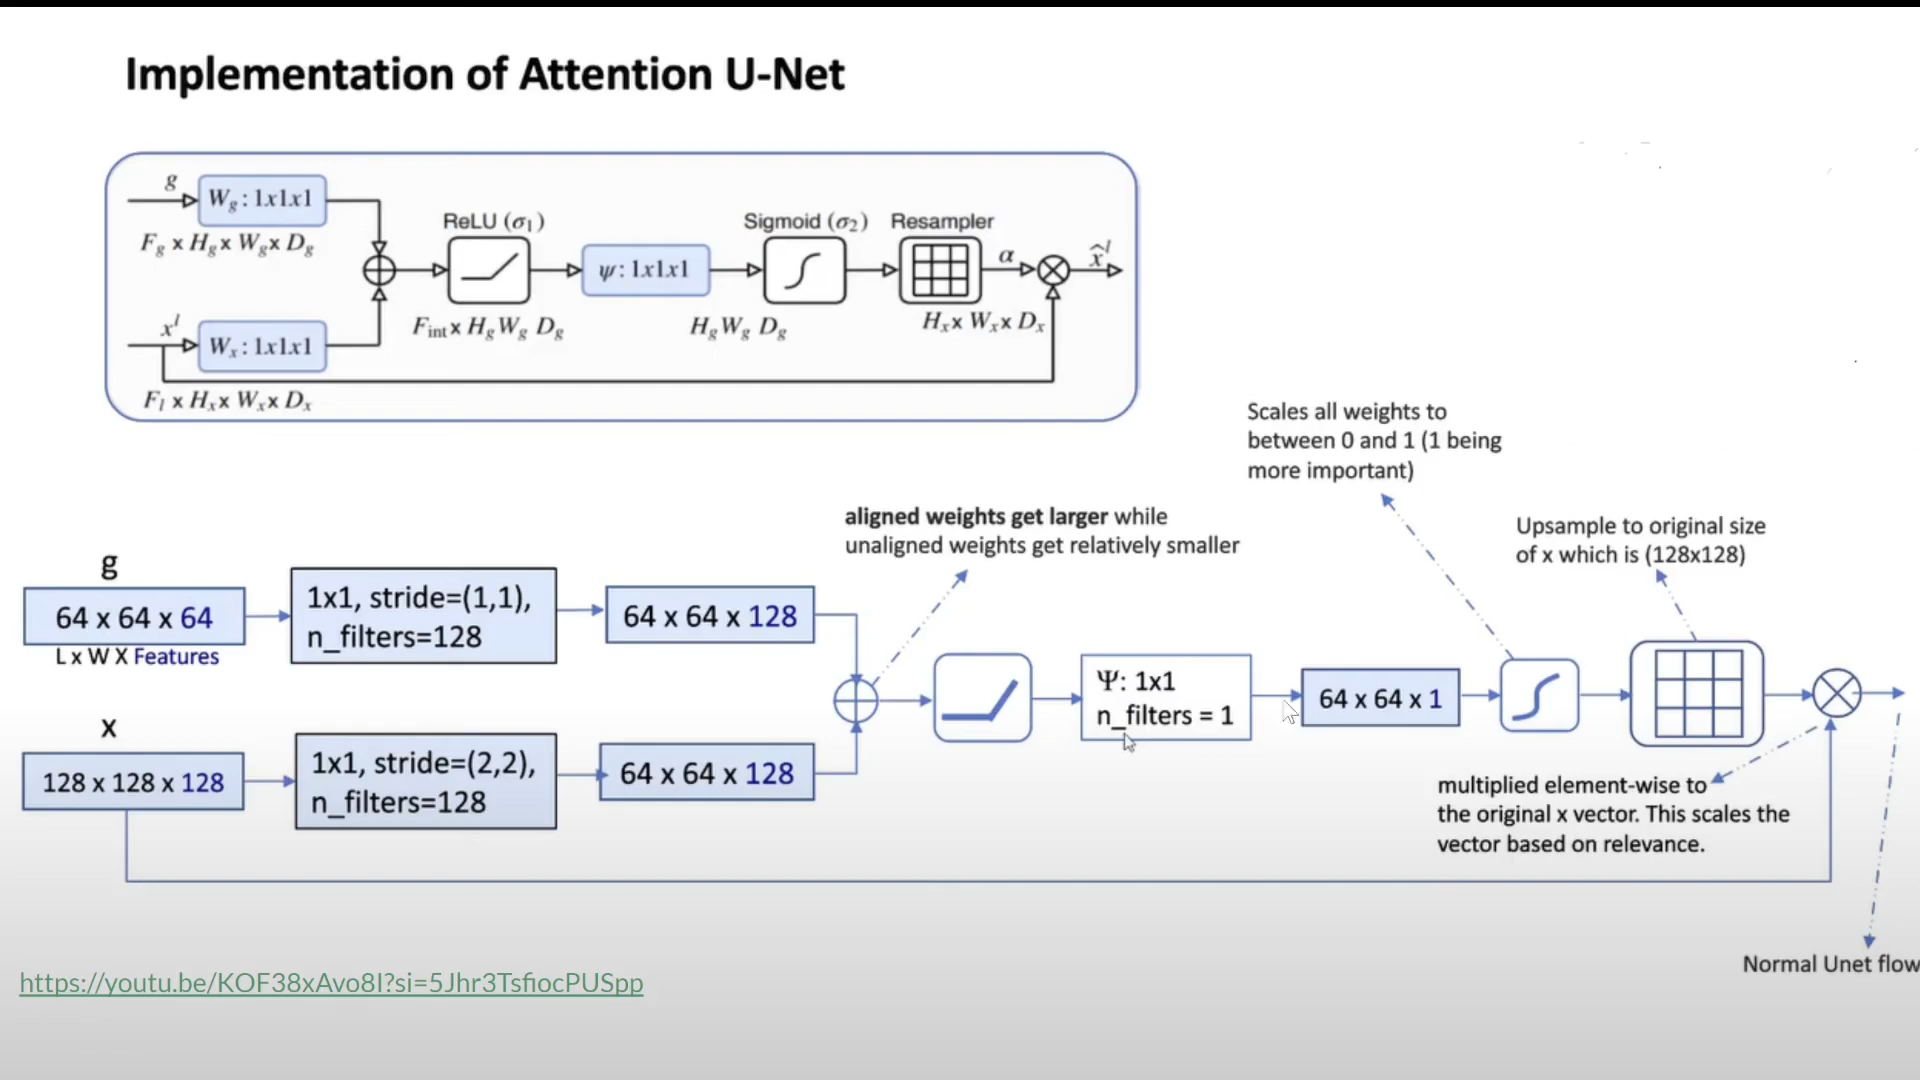 Implementation of Attention U-Net
g
W_g : 1x1x1
F_g x H_g x W_g x D_g
ReLU (σ_1)
ψ : 1x1x1
Sigmoid (σ_2)
Resampler
α
x̂^l
x^l
W_x : 1x1x1
F_int x H_g W_g D_g
H_g W_g D_g
H_x x W_x x D_x
F_l x H_x x W_x x D_x
Scales all weights to
between 0 and 1 (1 being
more important)
aligned weights get larger while
unaligned weights get relatively smaller
Upsample to original size
of x which is (128x128)
g
64 x 64 x 64
L x W X Features
1x1, stride=(1,1),
n_filters=128
64 x 64 x 128
x
128 x 128 x 128
1x1, stride=(2,2),
n_filters=128
64 x 64 x 128
Ψ: 1x1
n_filters = 1
64 x 64 x 1
multiplied element-wise to
the original x vector. This scales the
vector based on relevance.
Normal Unet flow
https://youtu.be/KOF38xAvo8I?si=5Jhr3TsfiocPUSpp